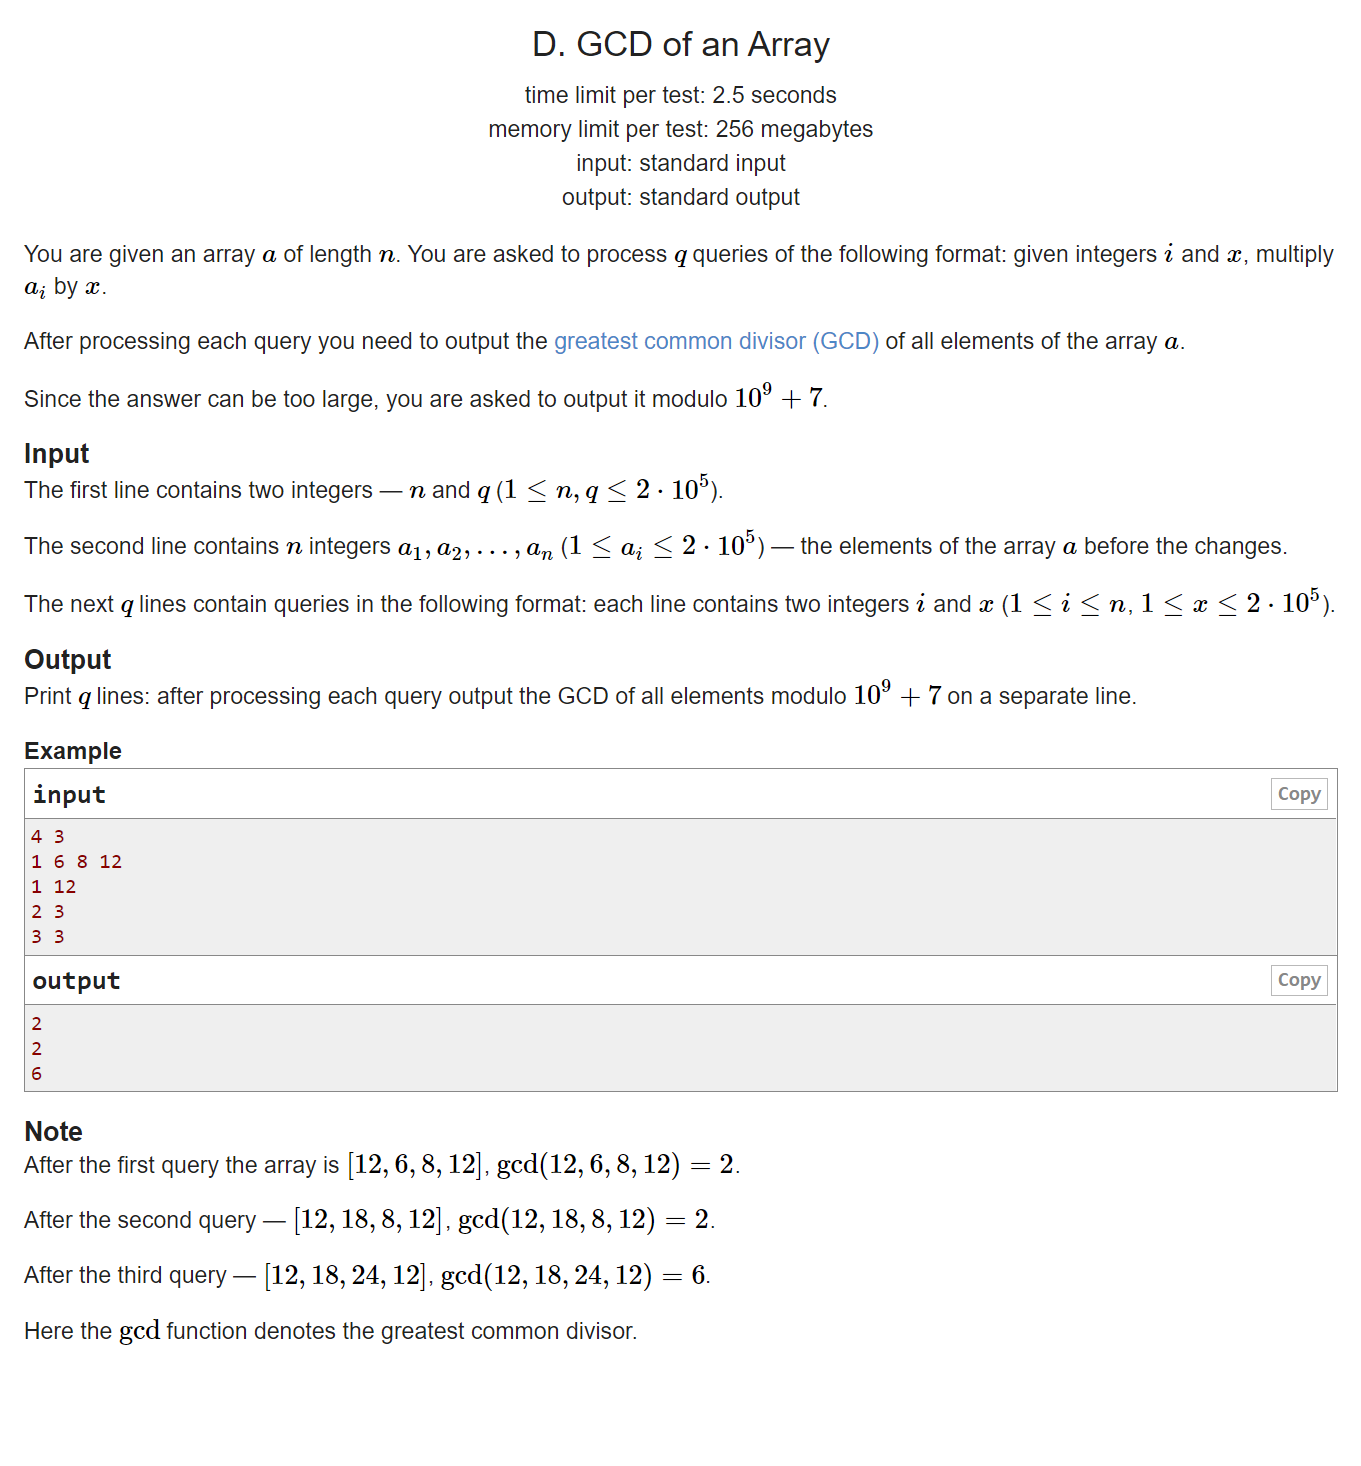 D. GCD of an Array
time limit per test: 2.5 seconds
memory limit per test: 256 megabytes
input: standard input
output: standard output
You are given an array a of length n. You are asked to process q queries of the following format: given integers i and x, multiply
a_i by x.
After processing each query you need to output the greatest common divisor (GCD) of all elements of the array a.
Since the answer can be too large, you are asked to output it modulo 10^9 + 7.
Input
The first line contains two integers — n and q (1 ≤ n, q ≤ 2 · 10^5).
The second line contains n integers a_1, a_2, . . . , a_n (1 ≤ a_i ≤ 2 · 10^5) — the elements of the array a before the changes.
The next q lines contain queries in the following format: each line contains two integers i and x (1 ≤ i ≤ n, 1 ≤ x ≤ 2 · 10^5).
Output
Print q lines: after processing each query output the GCD of all elements modulo 10^9 + 7 on a separate line.
Example
input Copy
4 3
1 6 8 12
1 12
2 3
3 3
output Copy
2
2
6
Note
After the first query the array is [12, 6, 8, 12], gcd(12, 6, 8, 12) = 2.
After the second query — [12, 18, 8, 12], gcd(12, 18, 8, 12) = 2.
After the third query — [12, 18, 24, 12], gcd(12, 18, 24, 12) = 6.
Here the gcd function denotes the greatest common divisor.